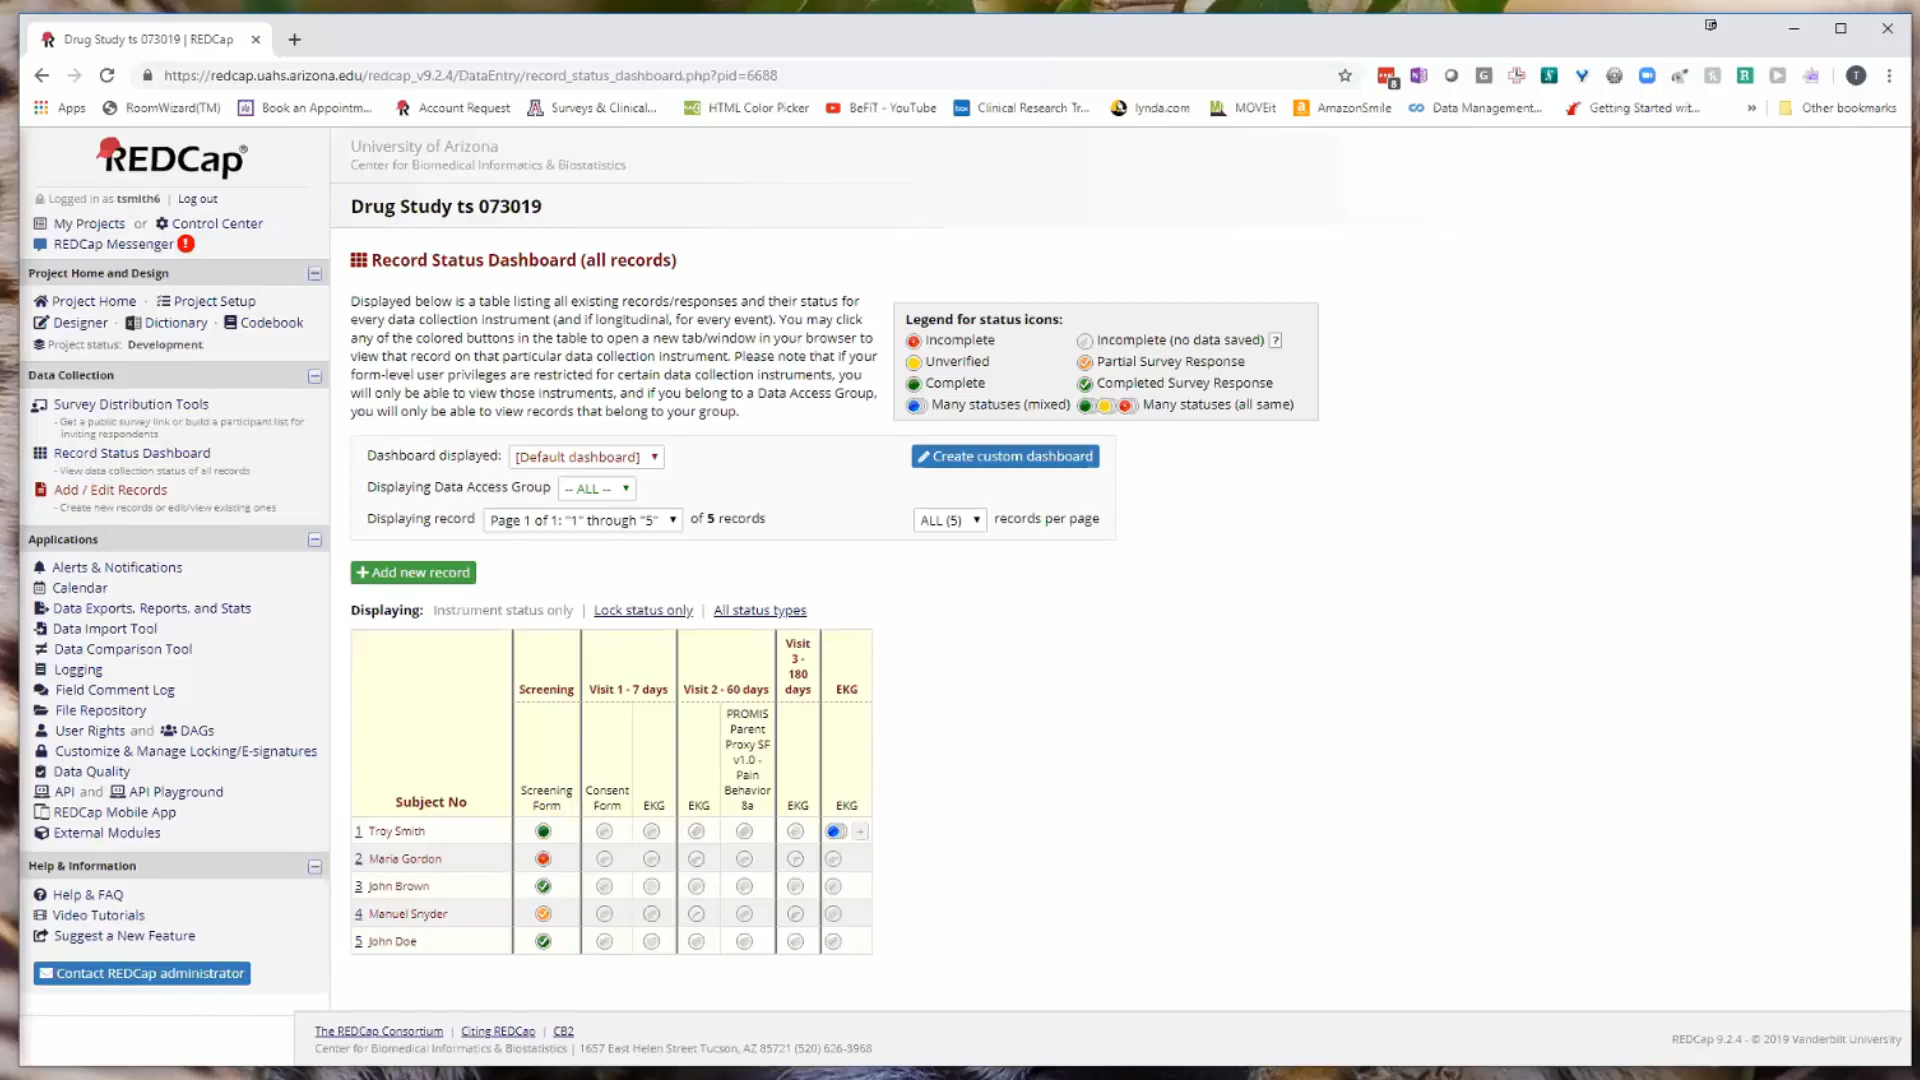 Drug Study ts 073019 | REDCap
https://redcap.uahs.arizona.edu/redcap_v9.2.4/DataEntry/record_status_dashboard.php?pid=6688
Apps RoomWizard(TM) Book an Appointm... Account Request Surveys & Clinical... HTML Color Picker BeFiT - YouTube Clinical Research Tr... lynda.com MOVEit AmazonSmile Data Management... Getting Started wit... » Other bookmarks
REDCap®
Logged in as tsmith6 | Log out
My Projects or Control Center
REDCap Messenger
Project Home and Design
Project Home · Project Setup
Designer · Dictionary · Codebook
Project status: Development
Data Collection
Survey Distribution Tools
- Get a public survey link or build a participant list for
inviting respondents
Record Status Dashboard
- View data collection status of all records
Add / Edit Records
- Create new records or edit/view existing ones
Applications
Alerts & Notifications
Calendar
Data Exports, Reports, and Stats
Data Import Tool
Data Comparison Tool
Logging
Field Comment Log
File Repository
User Rights and DAGs
Customize & Manage Locking/E-signatures
Data Quality
API and API Playground
REDCap Mobile App
External Modules
Help & Information
Help & FAQ
Video Tutorials
Suggest a New Feature
Contact REDCap administrator
University of Arizona
Center for Biomedical Informatics & Biostatistics
Drug Study ts 073019
Record Status Dashboard (all records)
Displayed below is a table listing all existing records/responses and their status for
every data collection instrument (and if longitudinal, for every event). You may click
any of the colored buttons in the table to open a new tab/window in your browser to
view that record on that particular data collection instrument. Please note that if your
form-level user privileges are restricted for certain data collection instruments, you
will only be able to view those instruments, and if you belong to a Data Access Group,
you will only be able to view records that belong to your group.
Legend for status icons:
Incomplete Incomplete (no data saved) ?
Unverified Partial Survey Response
Complete Completed Survey Response
Many statuses (mixed) Many statuses (all same)
Dashboard displayed: [Default dashboard] Create custom dashboard
Displaying Data Access Group -- ALL --
Displaying record Page 1 of 1: "1" through "5" of 5 records ALL (5) records per page
+ Add new record
Displaying: Instrument status only | Lock status only | All status types
Visit
3 -
180
Screening Visit 1 - 7 days Visit 2 - 60 days days EKG
PROMIS
Parent
Proxy SF
v1.0 -
Pain
Screening Consent Behavior
Subject No Form Form EKG EKG 8a EKG EKG
1 Troy Smith
2 Maria Gordon
3 John Brown
4 Manuel Snyder
5 John Doe
The REDCap Consortium | Citing REDCap | CB2
Center for Biomedical Informatics & Biostatistics | 1657 East Helen Street Tucson, AZ 85721 (520) 626-3968
REDCap 9.2.4 - © 2019 Vanderbilt University